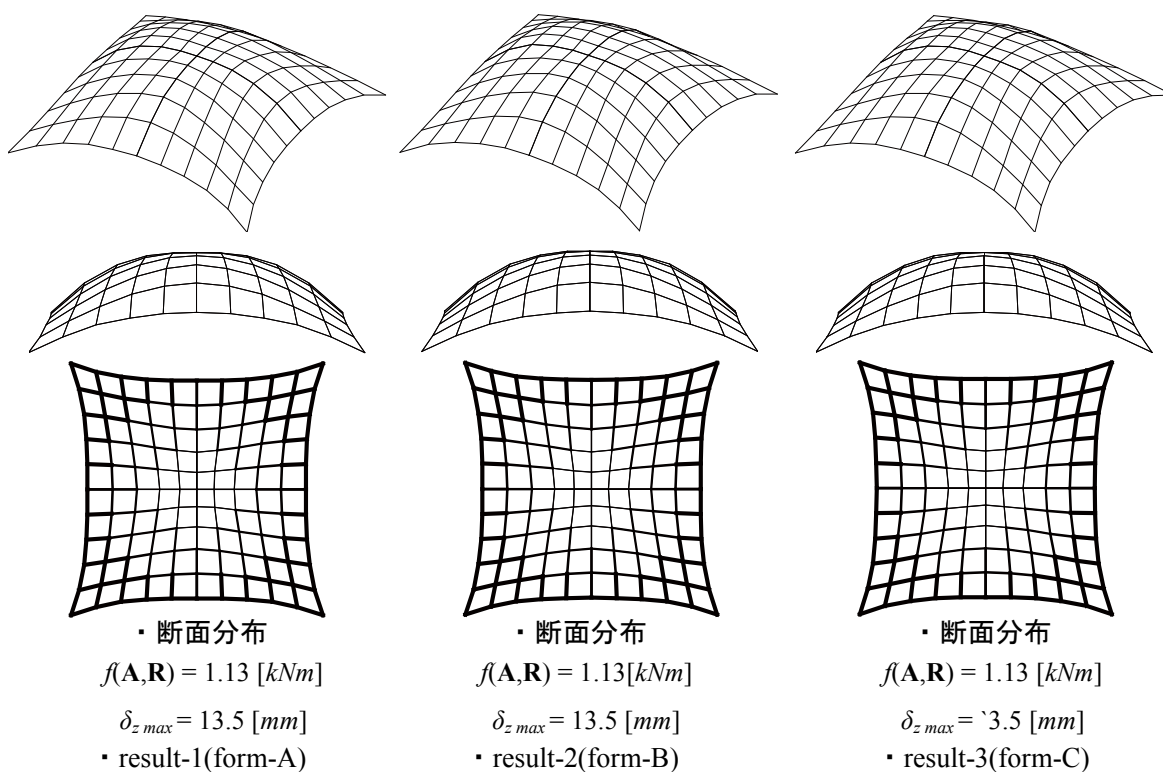 ▪ 断面分布
f(A,R) = 1.13 [kNm]
δz max = 13.5 [mm]
▪ result-1(form-A)
▪ 断面分布
f(A,R) = 1.13[kNm]
δz max = 13.5 [mm]
▪ result-2(form-B)
▪ 断面分布
f(A,R) = 1.13 [kNm]
δz max = `3.5 [mm]
▪ result-3(form-C)